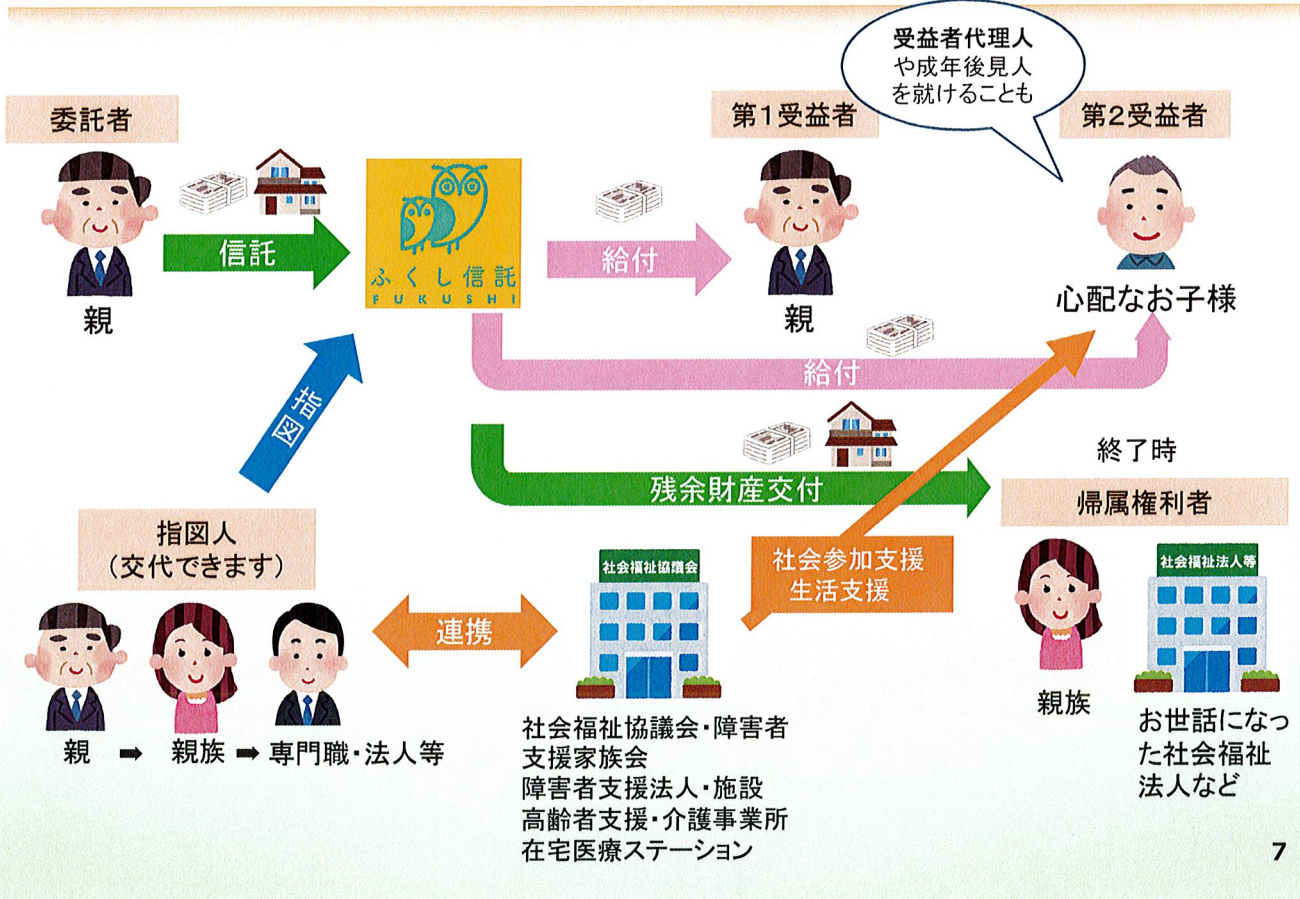 受益者代理人
や成年後見人
を就けることも
委託者
第1受益者
第2受益者
信託
ふくし信託
FUKUSHI
給付
親
親
心配なお子様
給付
指図
残余財産交付
終了時
帰属権利者
指図人
(交代できます)
社会福祉協議会
社会参加支援
生活支援
社会福祉法人等
連携
親族
お世話になっ
た社会福祉
法人など
親 ➡ 親族 ➡ 専門職・法人等
社会福祉協議会・障害者
支援家族会
障害者支援法人・施設
高齢者支援・介護事業所
在宅医療ステーション
7